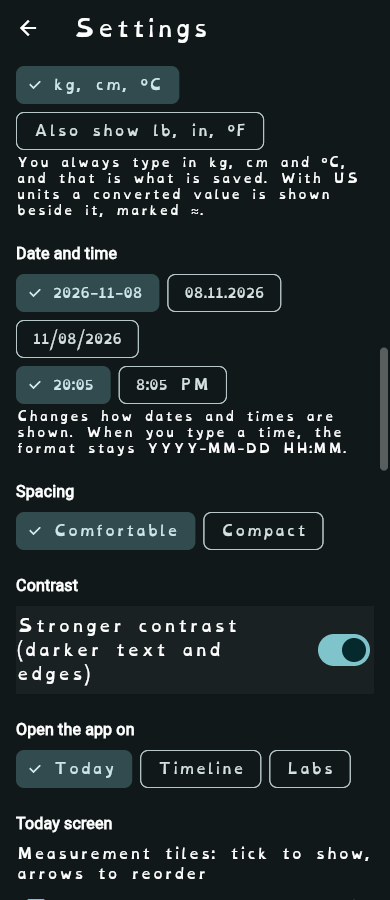 Settings
kg, cm, °C
Also show lb, in, °F
You always type in kg, cm and °C,
and that is what is saved. With US
units a converted value is shown
beside it, marked ≈.
Date and time
2026-11-08
08.11.2026
11/08/2026
20:05
8:05 PM
Changes how dates and times are
shown. When you type a time, the
format stays YYYY-MM-DD HH:MM.
Spacing
Comfortable
Compact
Contrast
Stronger contrast
(darker text and
edges)
Open the app on
Today
Timeline
Labs
Today screen
Measurement tiles: tick to show,
arrows to reorder